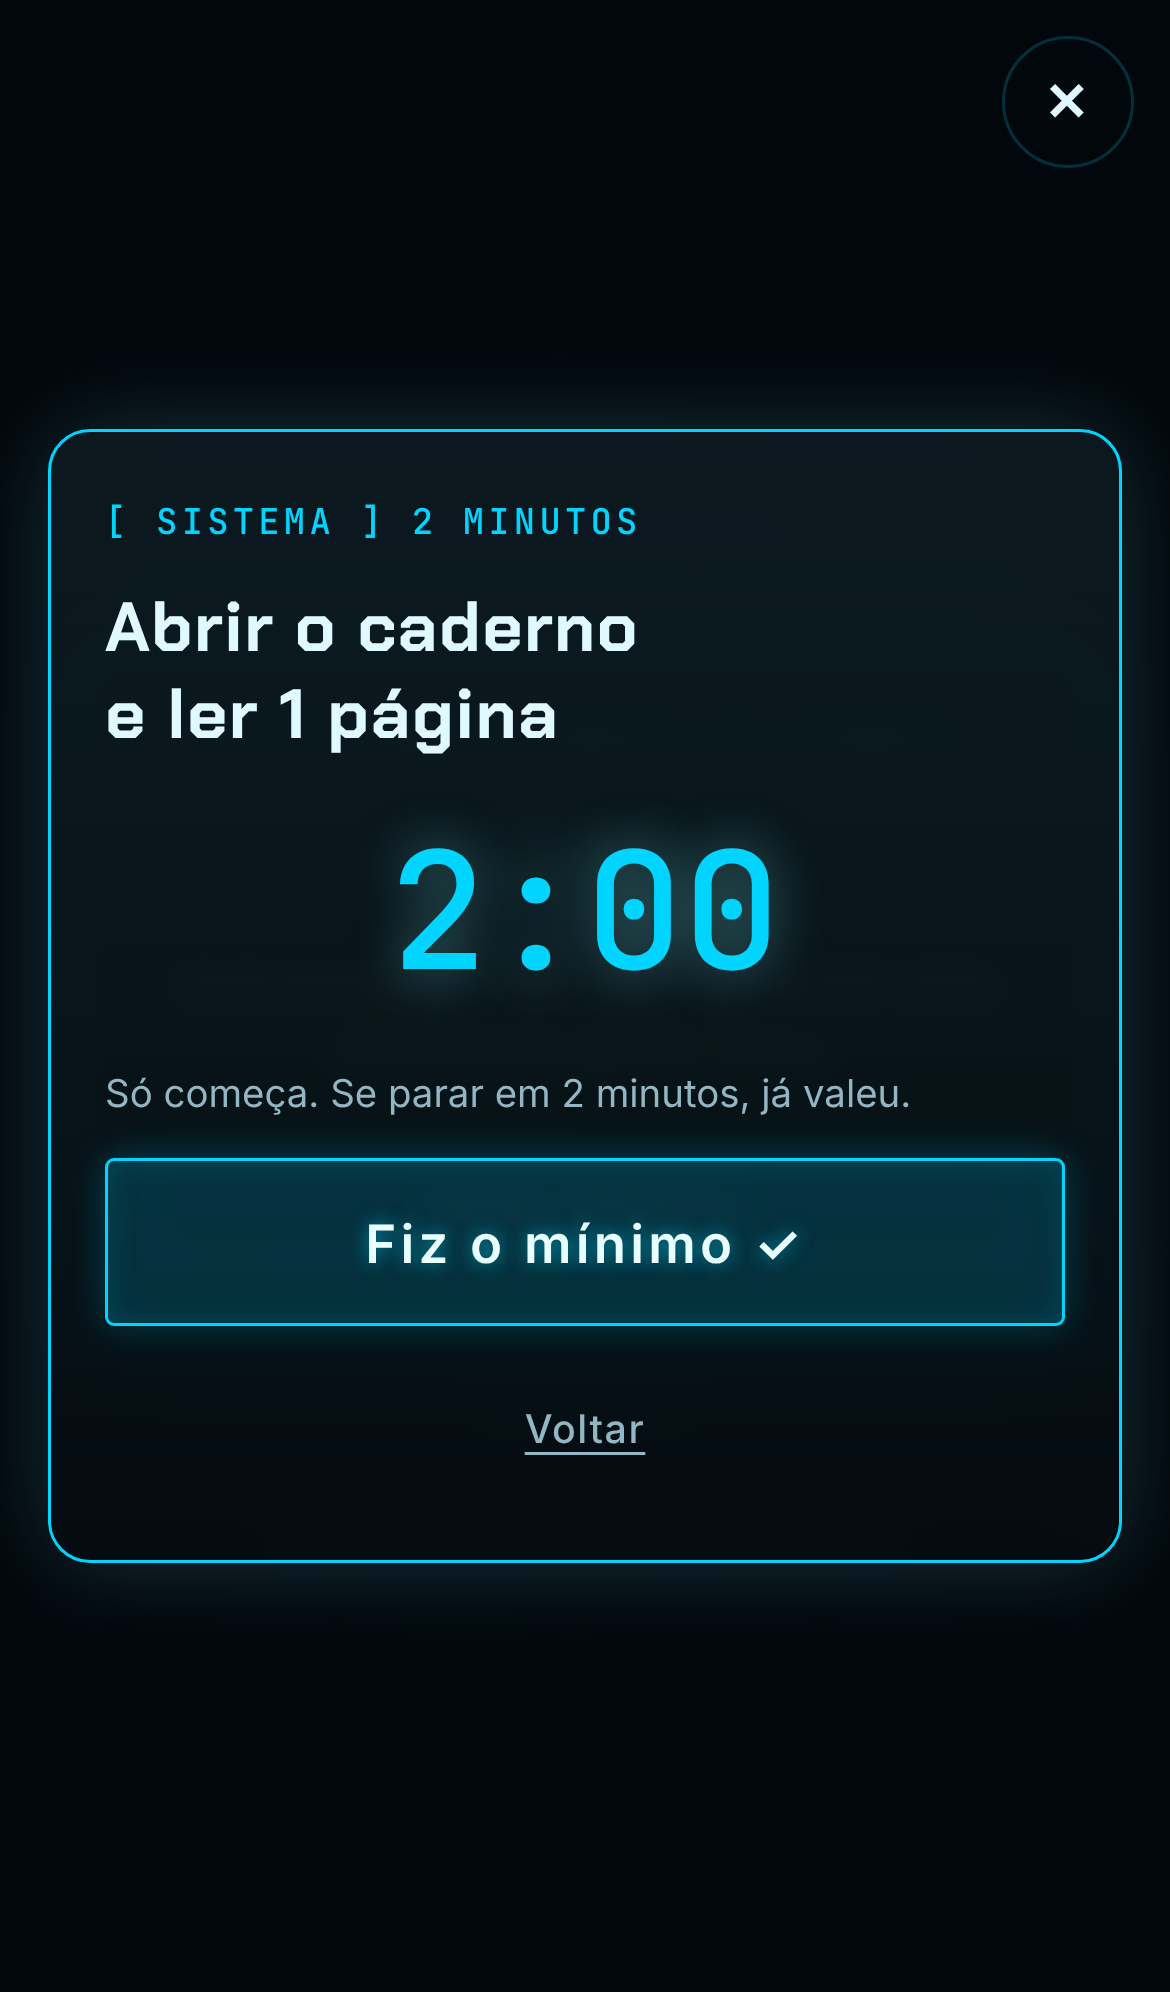 [ SISTEMA ] 2 MINUTOS
Abrir o caderno
e ler 1 página
2:00
Só começa. Se parar em 2 minutos, já valeu.
Fiz o mínimo ✓
Voltar